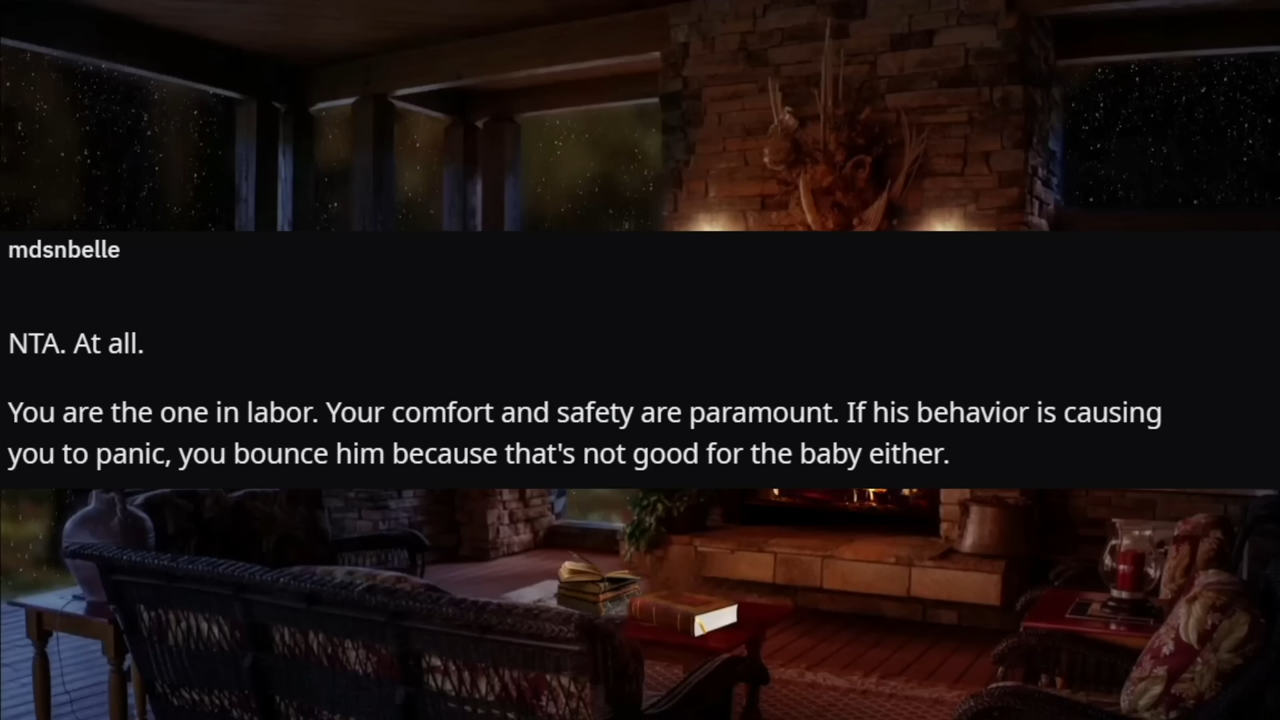 mdsnbelle
NTA. At all.
You are the one in labor. Your comfort and safety are paramount. If his behavior is causing
you to panic, you bounce him because that's not good for the baby either.